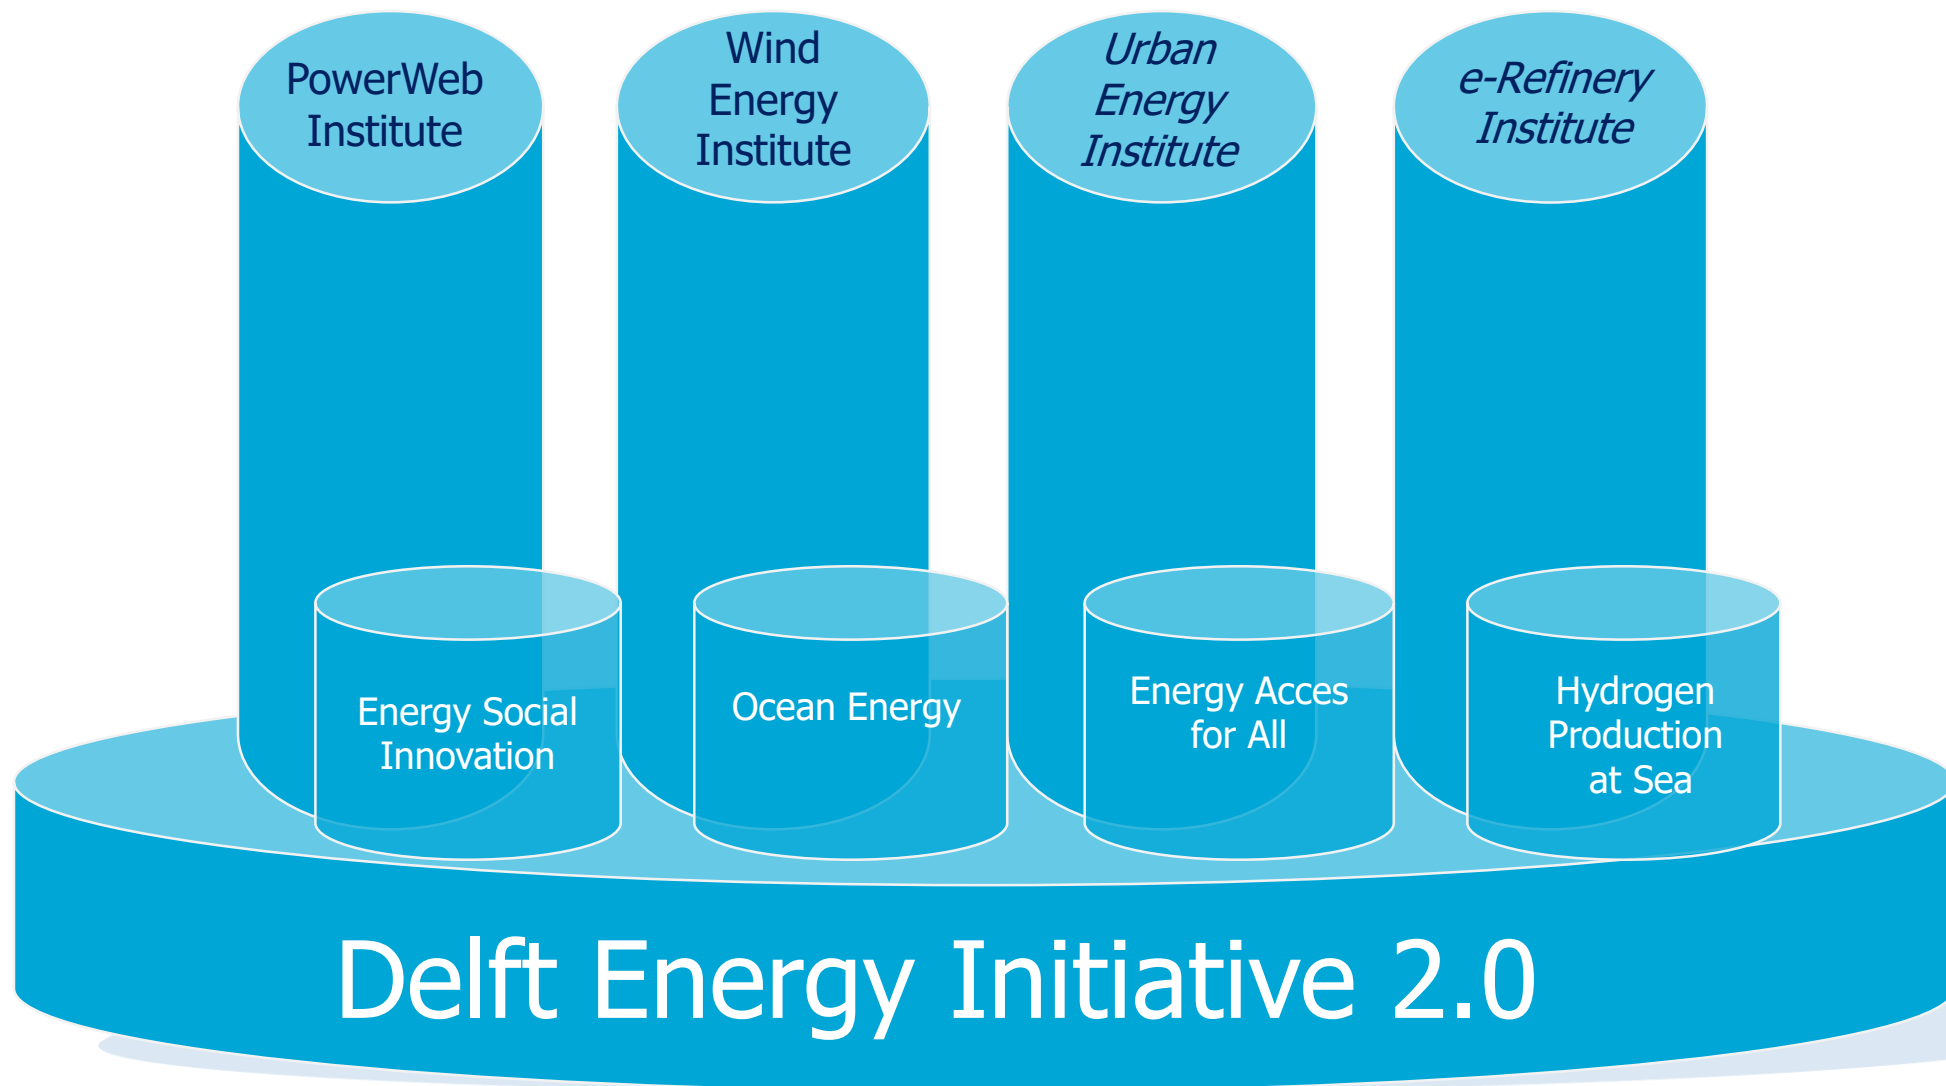 PowerWeb
Institute
Wind
Energy
Institute
Urban
Energy
Institute
e-Refinery
Institute
Energy Social
Innovation
Ocean Energy
Energy Acces
for All
Hydrogen
Production
at Sea
Delft Energy Initiative 2.0